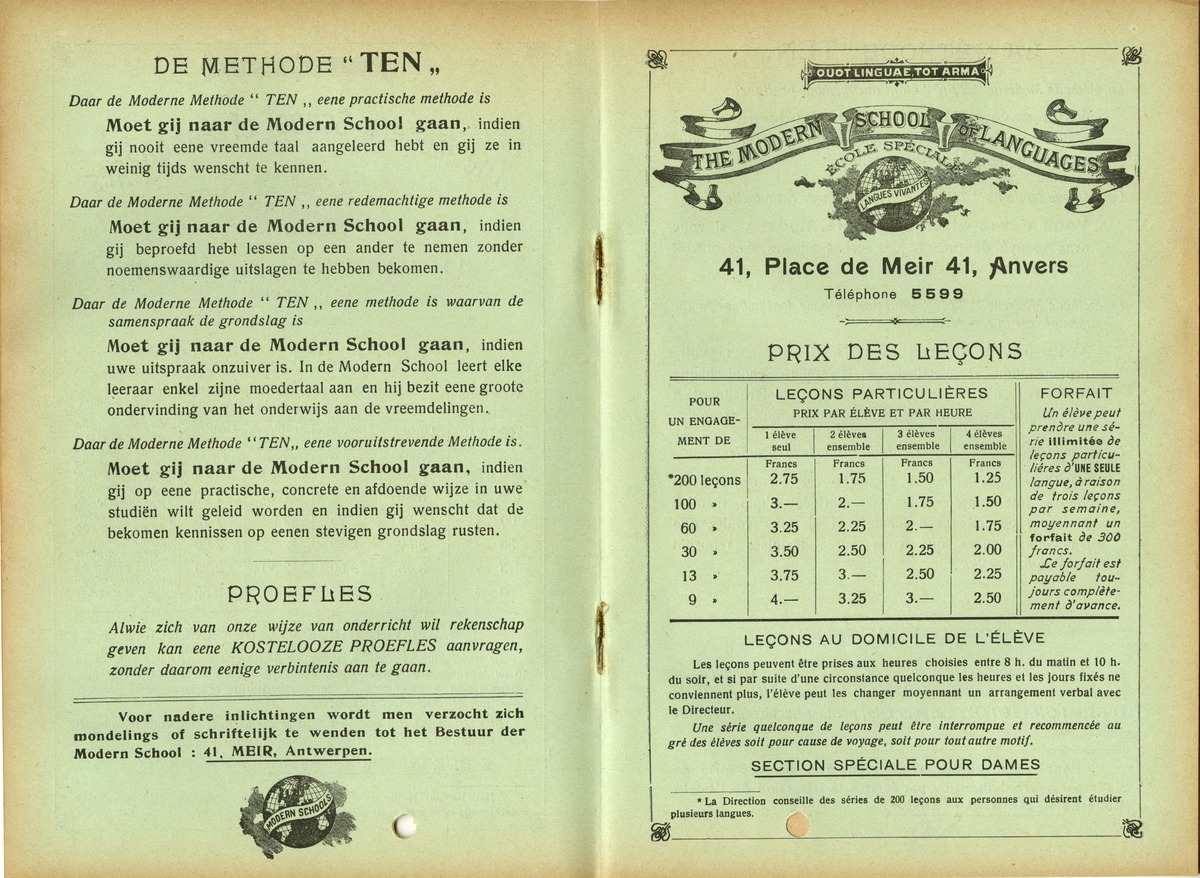 DE METHODE “ TEN „
Daar de Moderne Methode “ TEN ,, eene practische methode is
Moet gij naar de Modern School gaan, indien
gij nooit eene vreemde taal aangeleerd hebt en gij ze in
weinig tijds wenscht te kennen.
Daar de Moderne Methode “ TEN ,, eene redemachtige methode is
Moet gij naar de Modern School gaan, indien
gij beproefd hebt lessen op een ander te nemen zonder
noemenswaardige uitslagen te hebben bekomen.
Daar de Moderne Methode “ TEN ,, eene methode is waarvan de
samenspraak de grondslag is
Moet gij naar de Modern School gaan, indien
uwe uitspraak onzuiver is. In de Modern School leert elke
leeraar enkel zijne moedertaal aan en hij bezit eene groote
ondervinding van het onderwijs aan de vreemdelingen.
Daar de Moderne Methode “TEN„ eene vooruitstrevende Methode is.
Moet gij naar de Modern School gaan, indien
gij op eene practische, concrete en afdoende wijze in uwe
studiën wilt geleid worden en indien gij wenscht dat de
bekomen kennissen op eenen stevigen grondslag rusten.
PROEFLES
Alwie zich van onze wijze van onderricht wil rekenschap
geven kan eene KOSTELOOZE PROEFLES aanvragen,
zonder daarom eenige verbintenis aan te gaan.
Voor nadere inlichtingen wordt men verzocht zich
mondelings of schriftelijk te wenden tot het Bestuur der
Modern School : 41, MEIR, Antwerpen.
MODERN SCHOOLS
QUOT LINGUAE, TOT ARMA
THE MODERN SCHOOL OF LANGUAGES
ÉCOLE SPÉCIALE
LANGUES VIVANTES
41, Place de Meir 41, Anvers
Téléphone 5599
PRIX DES LEÇONS
POUR UN ENGAGE- MENT DE
LEÇONS PARTICULIÈRES
PRIX PAR ÉLÈVE ET PAR HEURE
1 élève seul 2 élèves ensemble 3 élèves ensemble 4 élèves ensemble
Francs Francs Francs Francs
*200 leçons 2.75 1.75 1.50 1.25
100 » 3.— 2.— 1.75 1.50
60 » 3.25 2.25 2.— 1.75
30 » 3.50 2.50 2.25 2.00
13 » 3.75 3.— 2.50 2.25
9 » 4.— 3.25 3.— 2.50
FORFAIT
Un élève peut
prendre une sé-
rie illimitée de
leçons particu-
liéres d'UNE SEULE
langue, à raison
de trois leçons
par semaine,
moyennant un
forfait de 300
francs.
Le forfait est
payable tou-
jours complète-
ment d'avance.
LEÇONS AU DOMICILE DE L'ÉLÈVE
Les leçons peuvent être prises aux heures choisies entre 8 h. du matin et 10 h.
du soir, et si par suite d'une circonstance quelconque les heures et les jours fixés ne
conviennent plus, l'élève peut les changer moyennant un arrangement verbal avec
le Directeur.
Une série quelconque de leçons peut être interrompue et recommencée au
gré des élèves soit pour cause de voyage, soit pour tout autre motif.
SECTION SPÉCIALE POUR DAMES
* La Direction conseille des séries de 200 leçons aux personnes qui désirent étudier
plusieurs langues.